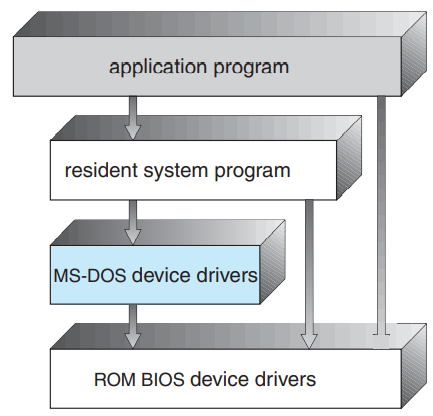 application program
resident system program
MS-DOS device drivers
ROM BIOS device drivers